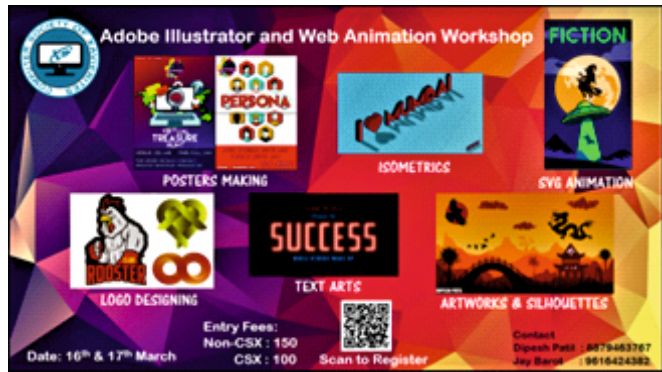 Adobe Illustrator and Web Animation Workshop
FICTION
TREASURE
PERSONA
POSTERS MAKING
ISOMETRICS
SVG ANIMATION
ROOSTER
LOGO DESIGNING
SUCCESS
TEXT ARTS
ARTWORKS & SILHOUETTES
Date: 16th & 17th March
Entry Fees:
Non-CSX : 150
CSX : 100
Scan to Register
Contact
Dipesh Patil : 8879463767
Jay Barot : 9616424382